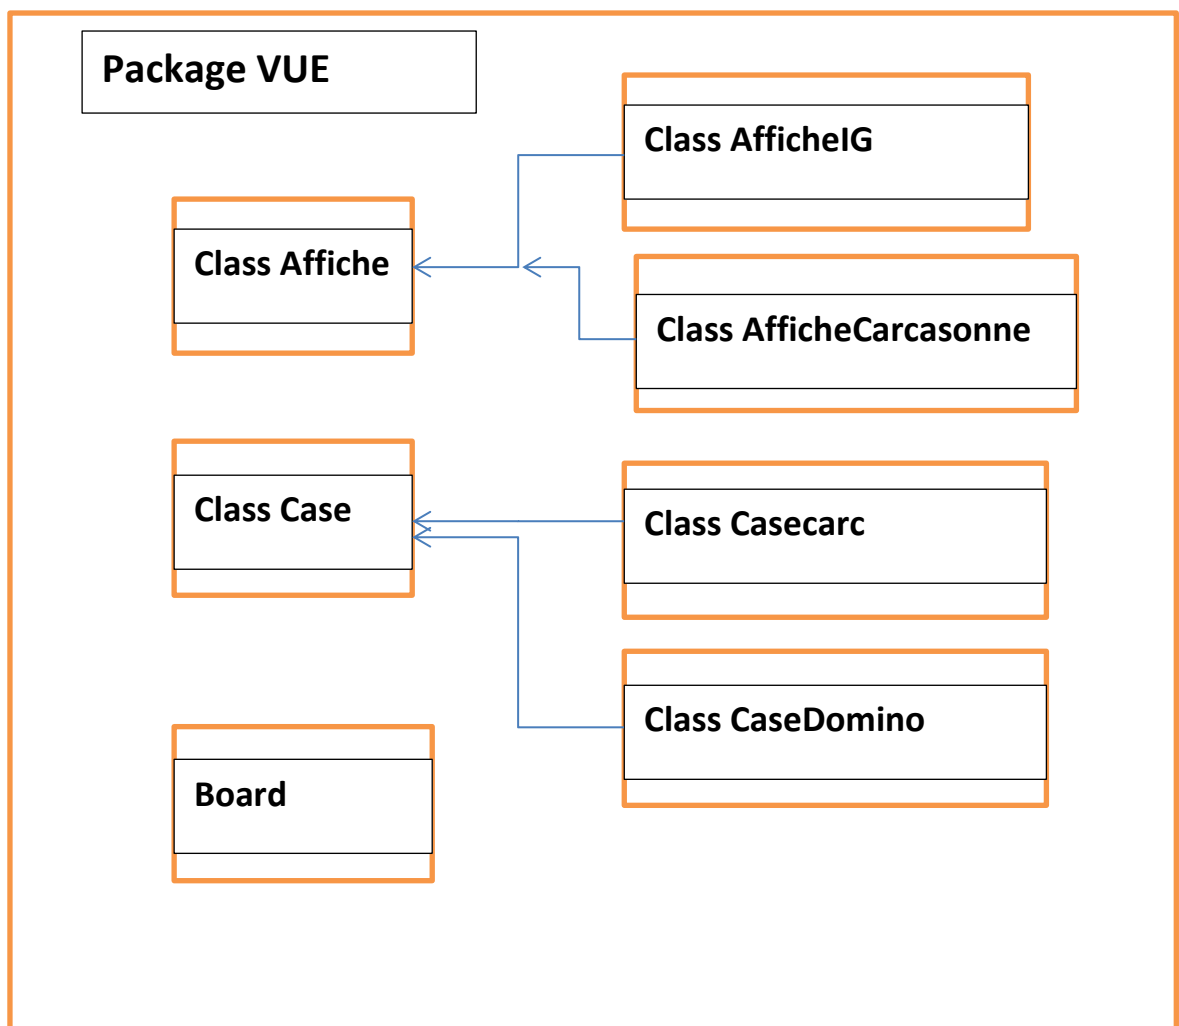 Package VUE
Class AfficheIG
Class Affiche
Class AfficheCarcasonne
Class Case
Class Casecarc
Class CaseDomino
Board